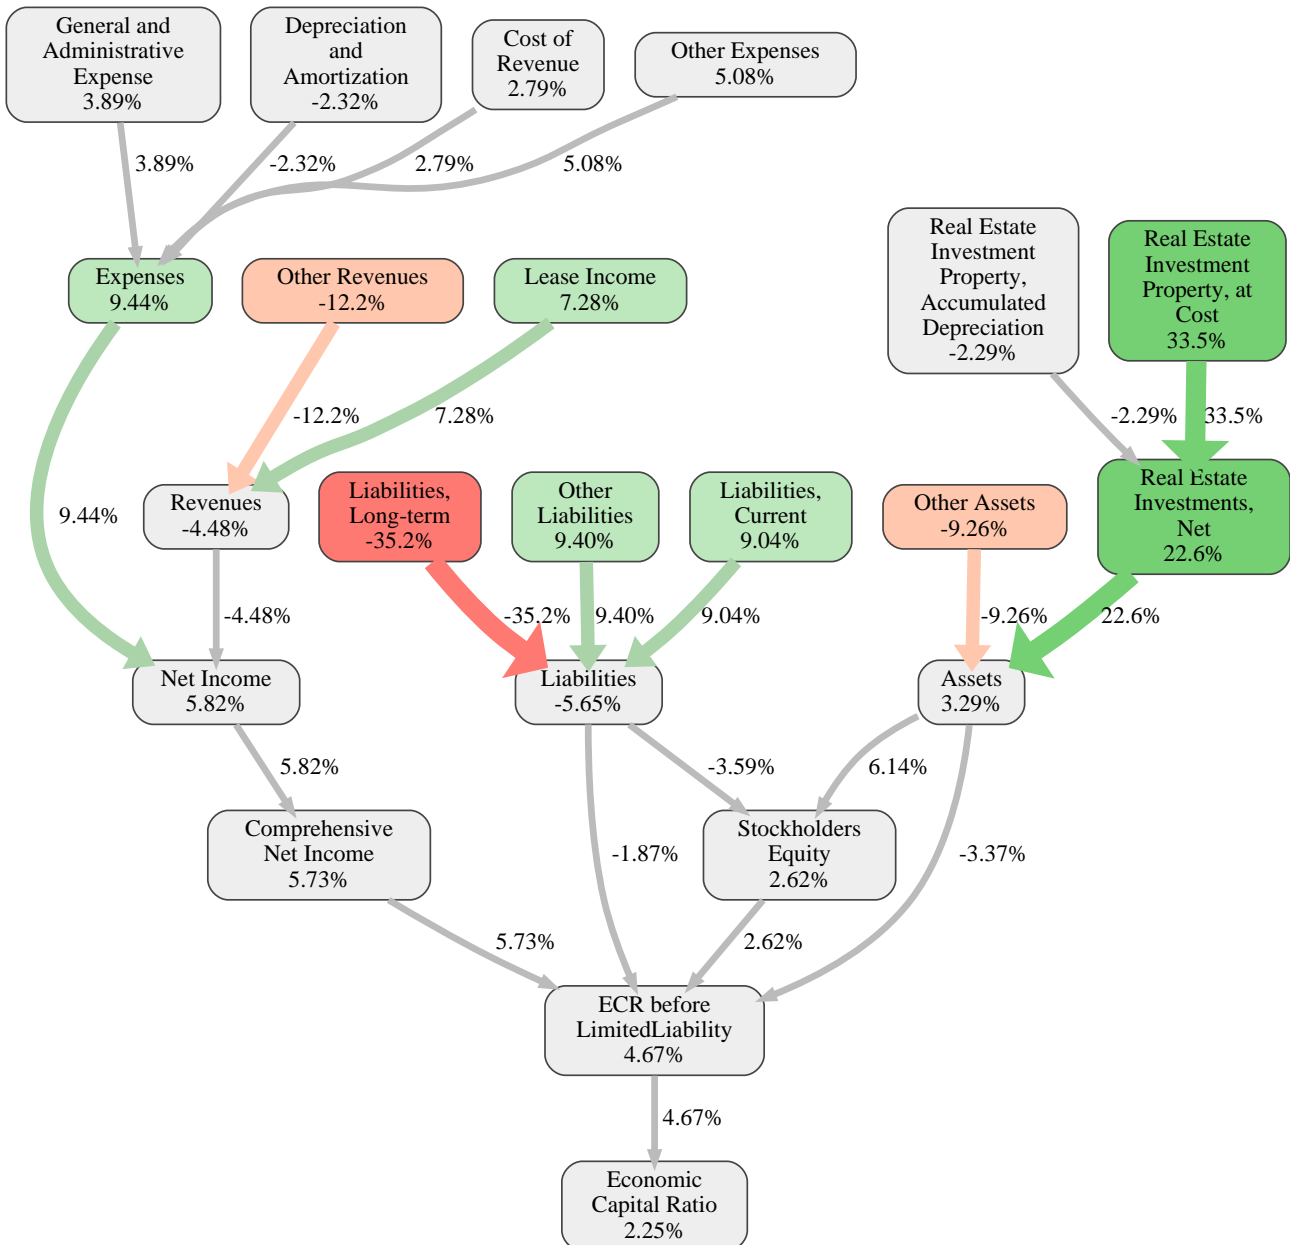 General and
Administrative
Expense
3.89%
Depreciation
and
Amortization
-2.32%
Cost of
Revenue
2.79%
Other Expenses
5.08%
3.89%
-2.32%
2.79%
5.08%
Expenses
9.44%
Other Revenues
-12.2%
Lease Income
7.28%
Real Estate
Investment
Property,
Accumulated
Depreciation
-2.29%
Real Estate
Investment
Property, at
Cost
33.5%
-12.2%
7.28%
-2.29%
33.5%
9.44%
Revenues
-4.48%
Liabilities,
Long-term
-35.2%
Other
Liabilities
9.40%
Liabilities,
Current
9.04%
Other Assets
-9.26%
Real Estate
Investments,
Net
22.6%
-4.48%
-35.2%
9.40%
9.04%
-9.26%
22.6%
Net Income
5.82%
Liabilities
-5.65%
Assets
3.29%
5.82%
-3.59%
6.14%
Comprehensive
Net Income
5.73%
-1.87%
Stockholders
Equity
2.62%
-3.37%
5.73%
2.62%
ECR before
LimitedLiability
4.67%
4.67%
Economic
Capital Ratio
2.25%